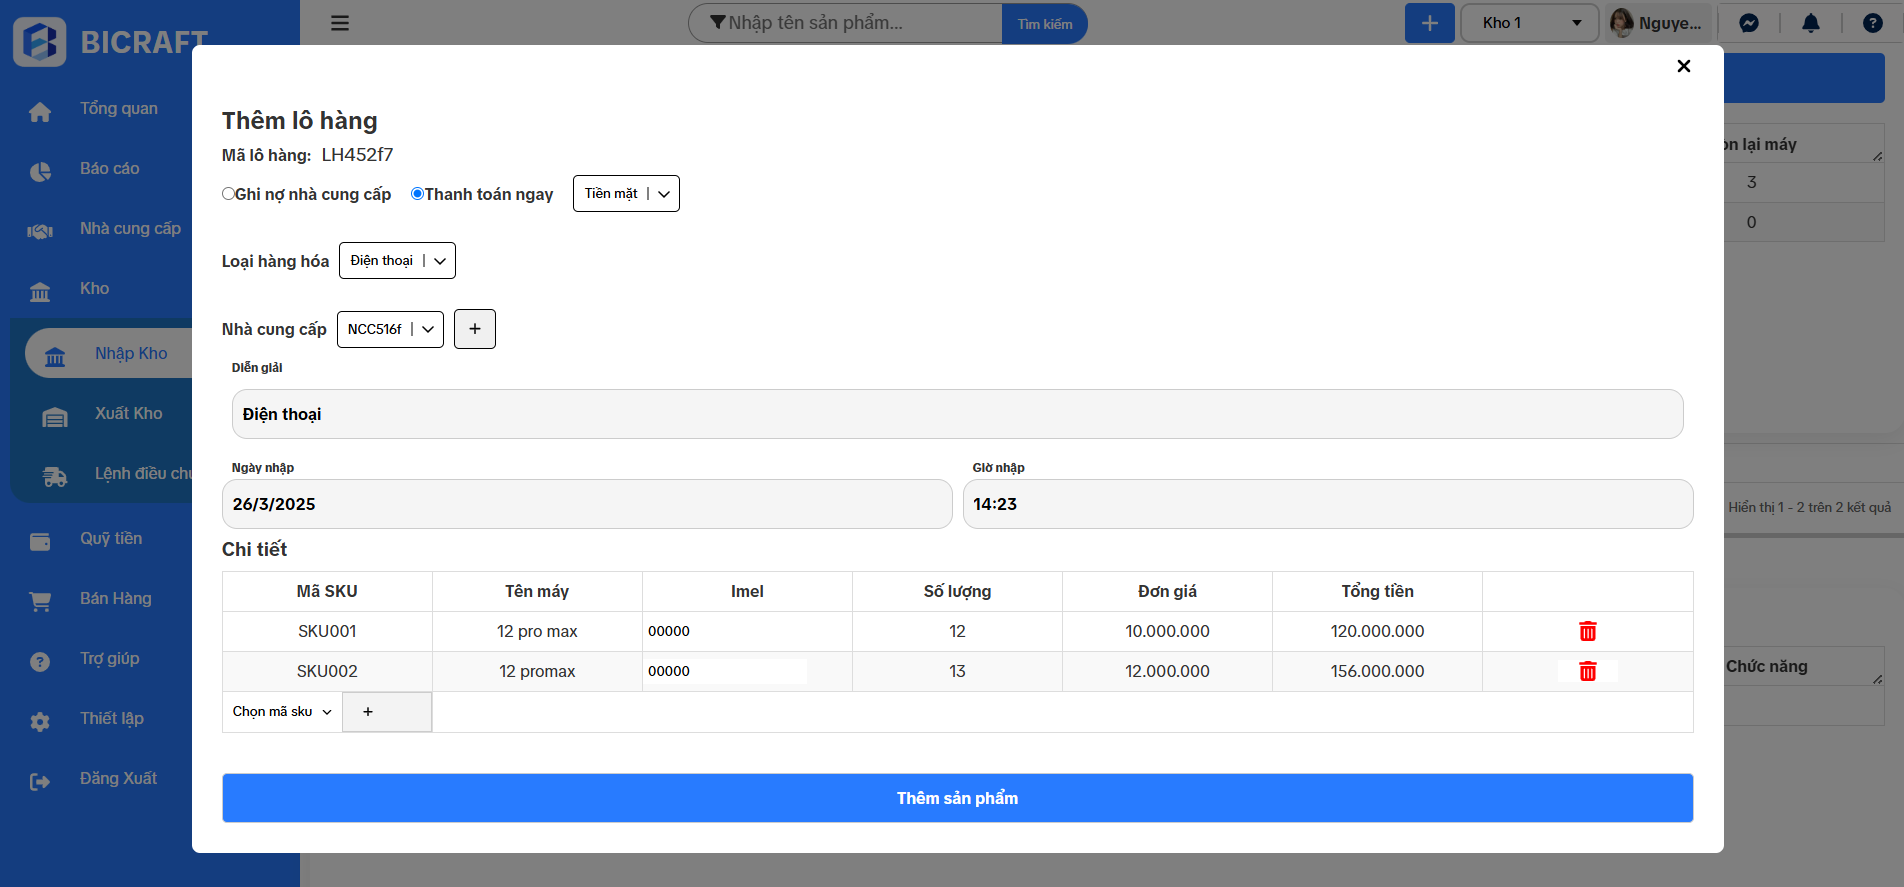 BICRAFT
Nhập tên sản phẩm...
Tìm kiếm
+
Kho 1
Nguye...
Tổng quan
Báo cáo
Nhà cung cấp
Kho
Nhập Kho
Xuất Kho
Lệnh điều
Quỹ tiền
Bán Hàng
Trợ giúp
Thiết lập
Đăng Xuất
Thêm lô hàng
Mã lô hàng: LH452f7
Ghi nợ nhà cung cấp Thanh toán ngay Tiền mặt
Loại hàng hóa Điện thoại
Nhà cung cấp NCC516f +
Diễn giải
Điện thoại
Ngày nhập Giờ nhập
26/3/2025 14:23
Chi tiết
Mã SKU Tên máy Imel Số lượng Đơn giá Tổng tiền
SKU001 12 pro max 00000 12 10.000.000 120.000.000
SKU002 12 promax 00000 13 12.000.000 156.000.000
Chọn mã sku +
Thêm sản phẩm
lại máy
3
0
Hiển thị 1 - 2 trên 2 kết quả
Chức năng